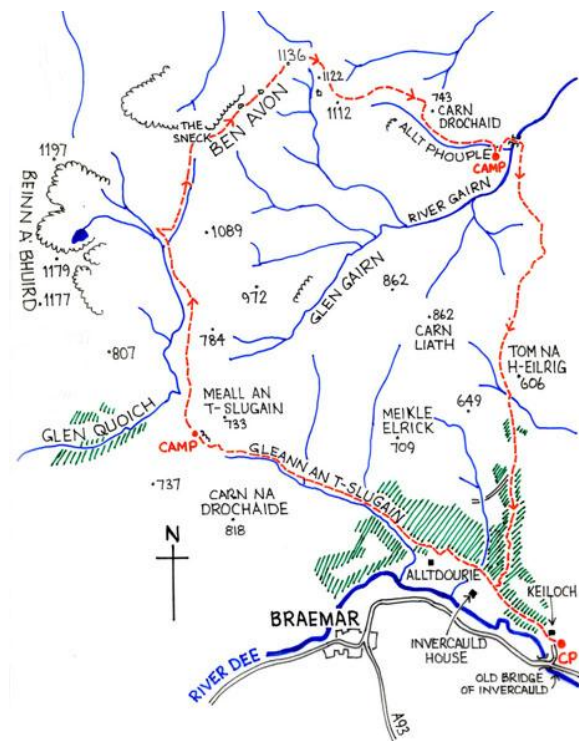 1136
1122
1112
743
CARN
DROCHAID
THE
SNECK
BEN AVON
ALLT PHOUPLE
CAMP
1197
BEINN A' BHUIRD
1179
1177
1089
RIVER GAIRN
GLEN GAIRN
972
862
862
CARN
LIATH
784
807
TOM NA
H-EILRIG
606
MEALL AN
T-SLUGAIN
733
649
MEIKLE
ELRICK
709
GLEN QUOICH
CAMP
GLEANN AN T-SLUGAIN
737
CARN NA
DROCHAIDE
818
N
ALLTDOURIE
KEILOCH
BRAEMAR
INVERCAULD
HOUSE
CP
RIVER DEE
OLD BRIDGE
OF INVERCAULD
A93